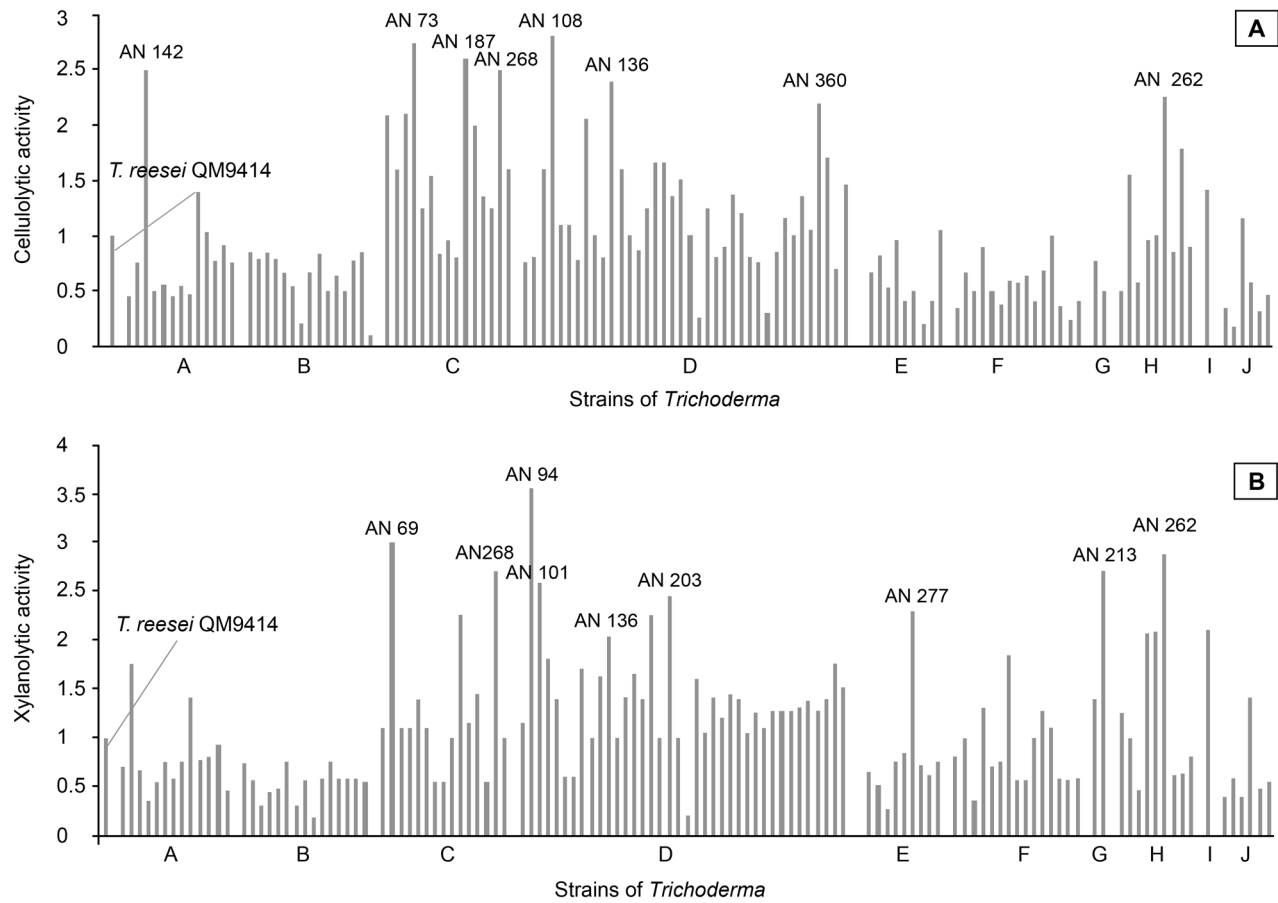 3
A
AN 73
AN 108
AN 187
AN 142
AN 268
2.5
AN 136
AN 360
AN 262
2
Cellulolytic activity
T. reesei QM9414
1.5
1
0.5
0
A B C D E F G H I J
Strains of Trichoderma
4
B
AN 94
3.5
AN 69
AN 262
3
AN268
AN 213
AN 101
AN 203
2.5
AN 277
AN 136
2
Xylanolytic activity
T. reesei QM9414
1.5
1
0.5
0
A B C D E F G H I J
Strains of Trichoderma